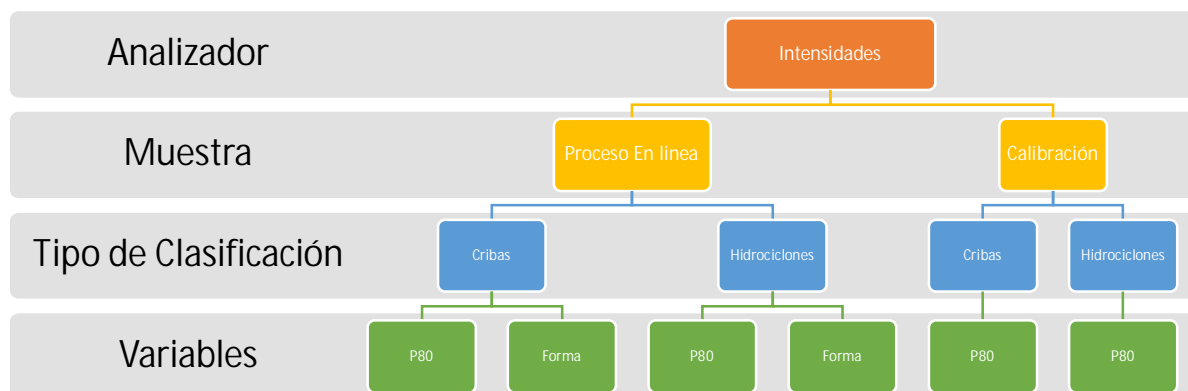 Analizador
Intensidades
Muestra
Proceso En linea
Calibración
Tipo de Clasificación
Cribas
Hidrociclones
Cribas
Hidrociclones
Variables
P80
Forma
P80
Forma
P80
P80